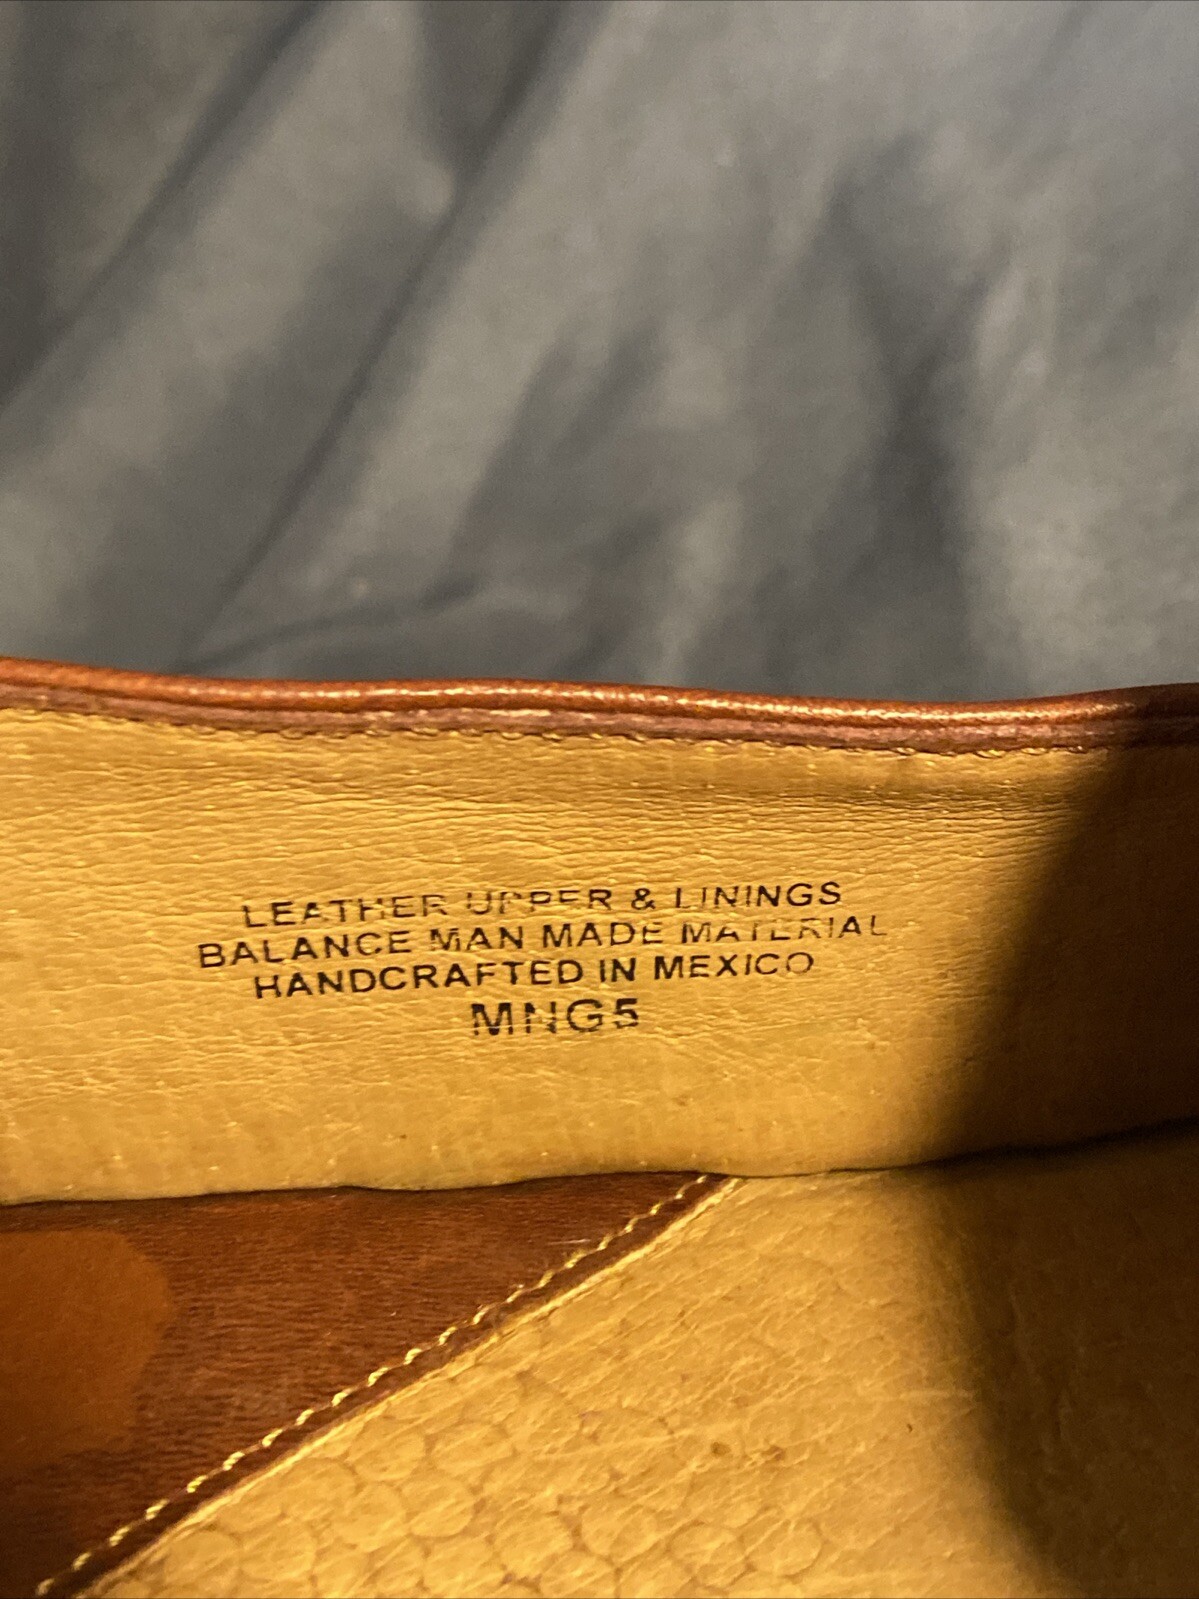 LEATHER UPPER & LININGS
BALANCE MAN MADE MATERIAL
HANDCRAFTED IN MEXICO
MNG5